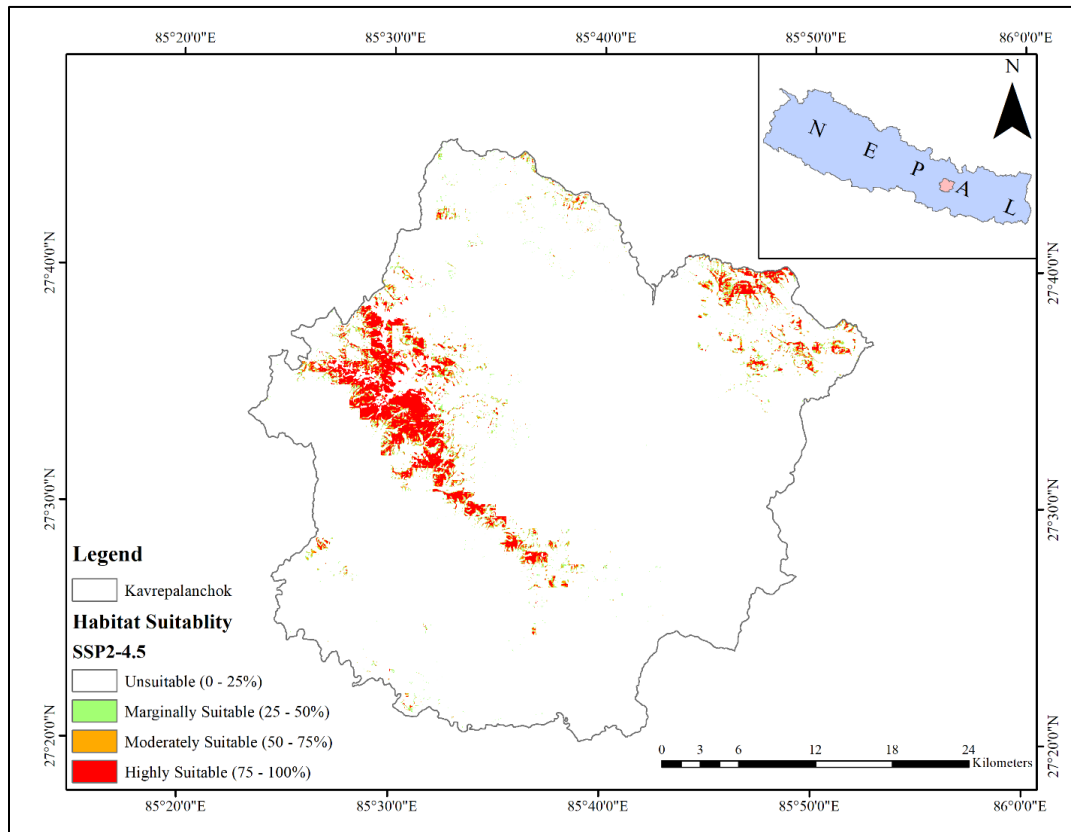 85°20'0"E 85°30'0"E 85°40'0"E 85°50'0"E 86°0'0"E
N
N E P A L
27°40'0"N
27°40'0"N
27°30'0"N
27°30'0"N
27°20'0"N
27°20'0"N
Legend
Kavrepalanchok
Habitat Suitablity
SSP2-4.5
Unsuitable (0 - 25%)
Marginally Suitable (25 - 50%)
Moderately Suitable (50 - 75%)
Highly Suitable (75 - 100%)
0 3 6 12 18 24
Kilometers
85°20'0"E 85°30'0"E 85°40'0"E 85°50'0"E 86°0'0"E